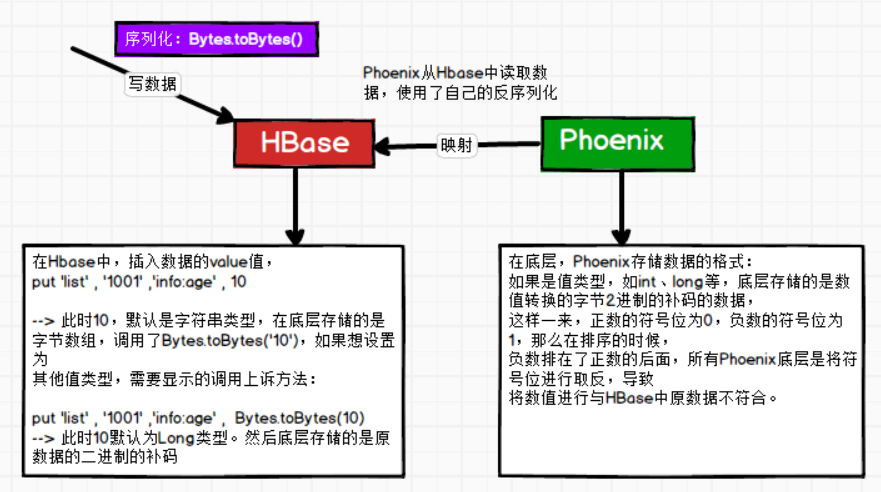 序列化：Bytes.toBytes()
写数据
Phoenix从Hbase中读取数
据，使用了自己的反序列化
HBase
映射
Phoenix
在Hbase中，插入数据的value值，
put 'list' , '1001' ,'info:age' , 10
--> 此时10，默认是字符串类型，在底层存储的是
字节数组，调用了Bytes.toBytes('10')，如果想设置
为
其他值类型，需要显示的调用上诉方法：
put 'list' , '1001' ,'info:age' ,  Bytes.toBytes(10)
--> 此时10默认为Long类型。然后底层存储的是原
数据的二进制的补码
在底层，Phoenix存储数据的格式：
如果是值类型，如int、long等，底层存储的是数
值转换的字节2进制的补码的数据，
这样一来，正数的符号位为0，负数的符号位为
1，那么在排序的时候，
负数排在了正数的后面，所有Phoenix底层是将符
号位进行取反，导致
将数值进行与HBase中原数据不符合。